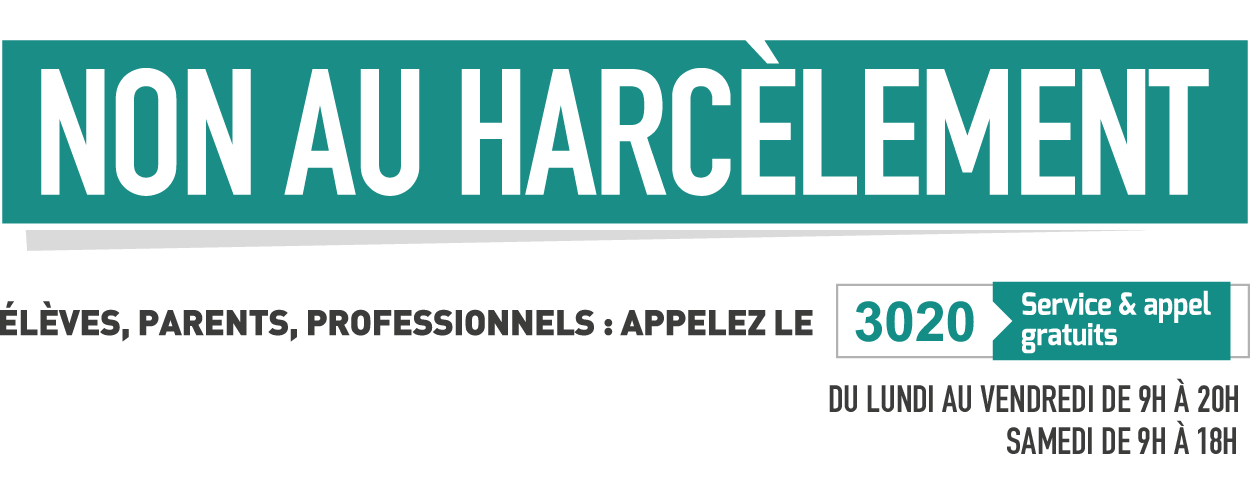 NON AU HARCÈLEMENT
ÉLÈVES, PARENTS, PROFESSIONNELS : APPELEZ LE 3020 Service & appel
gratuits
DU LUNDI AU VENDREDI DE 9H À 20H
SAMEDI DE 9H À 18H